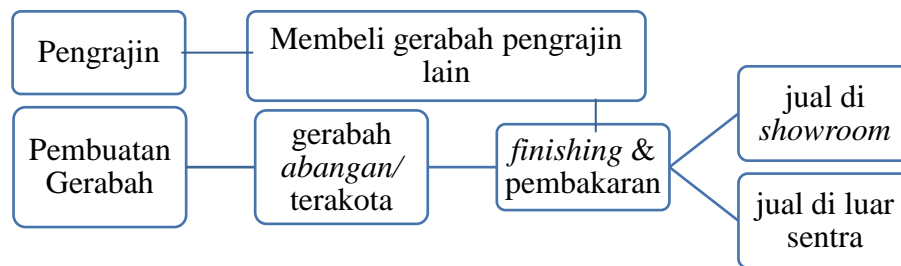 Pengrajin
Membeli gerabah pengrajin
lain
Pembuatan
Gerabah
gerabah
abangan/
terakota
finishing &
pembakaran
jual di
showroom
jual di luar
sentra